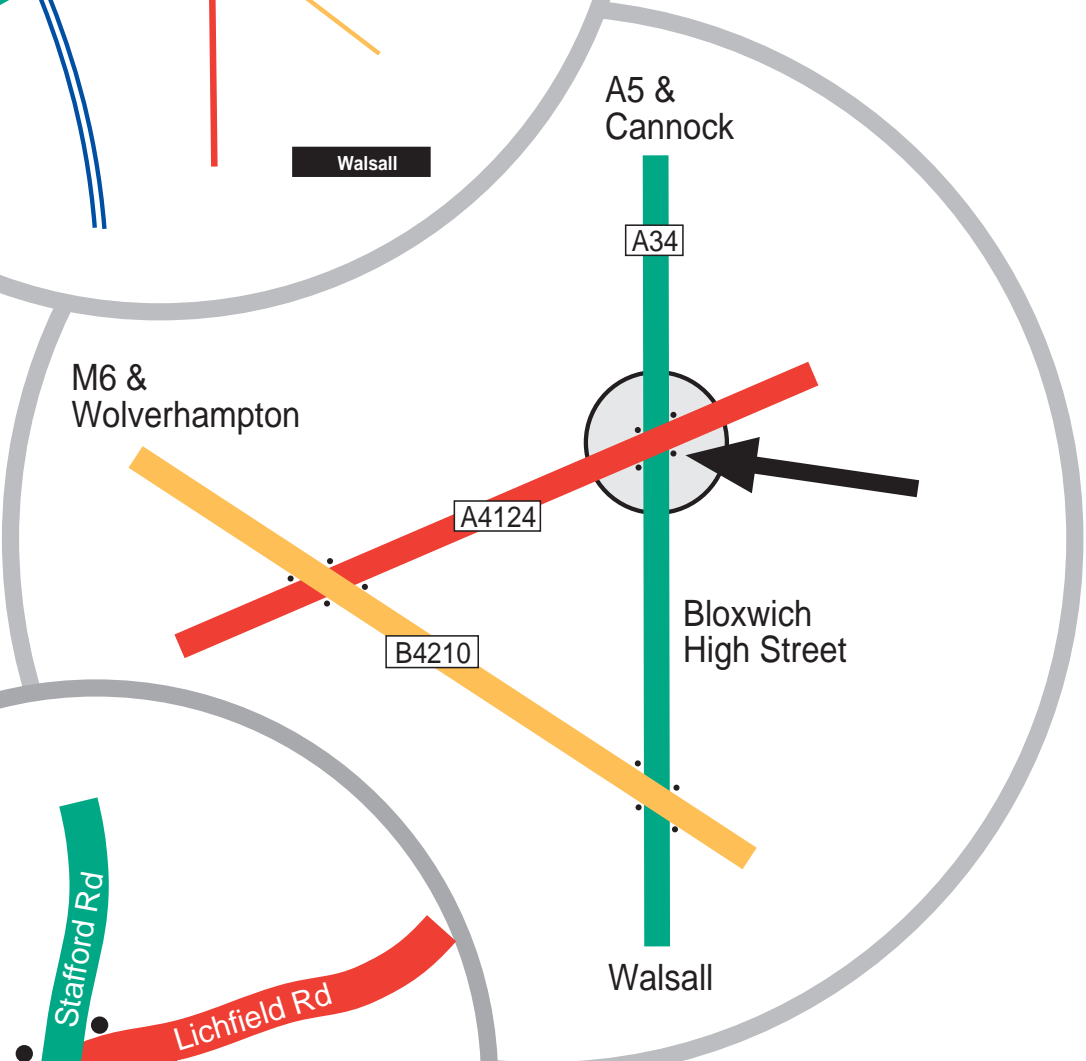 Walsall
A5 &
Cannock
A34
M6 &
Wolverhampton
A4124
Bloxwich
High Street
B4210
Stafford Rd
Lichfield Rd
Walsall